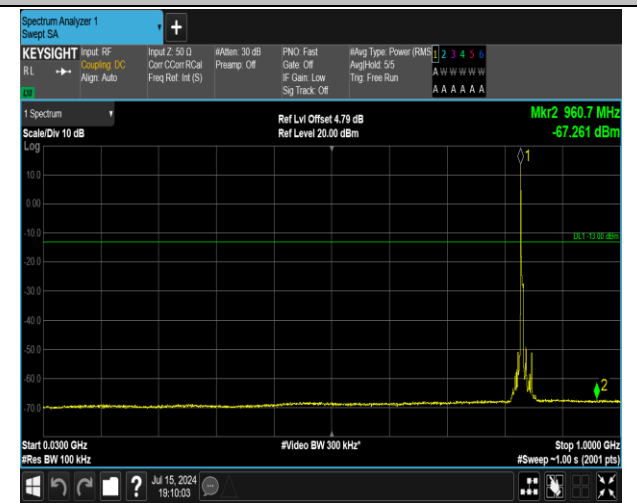 Spectrum Analyzer 1
Swept SA
KEYSIGHT
RL
Input: RF
Coupling: DC
Align: Auto
Input Z: 50 Ω
Corr CCorr RCal
Freq Ref: Int (S)
#Atten: 30 dB
Preamp: Off
PNO: Fast
Gate: Off
IF Gain: Low
Sig Track: Off
#Avg Type: Power (RMS
Avg|Hold: 5/5
Trig: Free Run
1 2 3 4 5 6
A W W W W W
A A A A A A
1 Spectrum
Scale/Div 10 dB
Ref Lvl Offset 4.79 dB
Ref Level 20.00 dBm
Mkr2 960.7 MHz
-67.261 dBm
Log
1
10.0
0.00
-10.0
DL1 -13.00 dBm
-20.0
-30.0
-40.0
-50.0
-60.0
2
-70.0
Start 0.0300 GHz
#Res BW 100 kHz
#Video BW 300 kHz*
Stop 1.0000 GHz
#Sweep ~1.00 s (2001 pts)
?
Jul 15, 2024
19:10:03